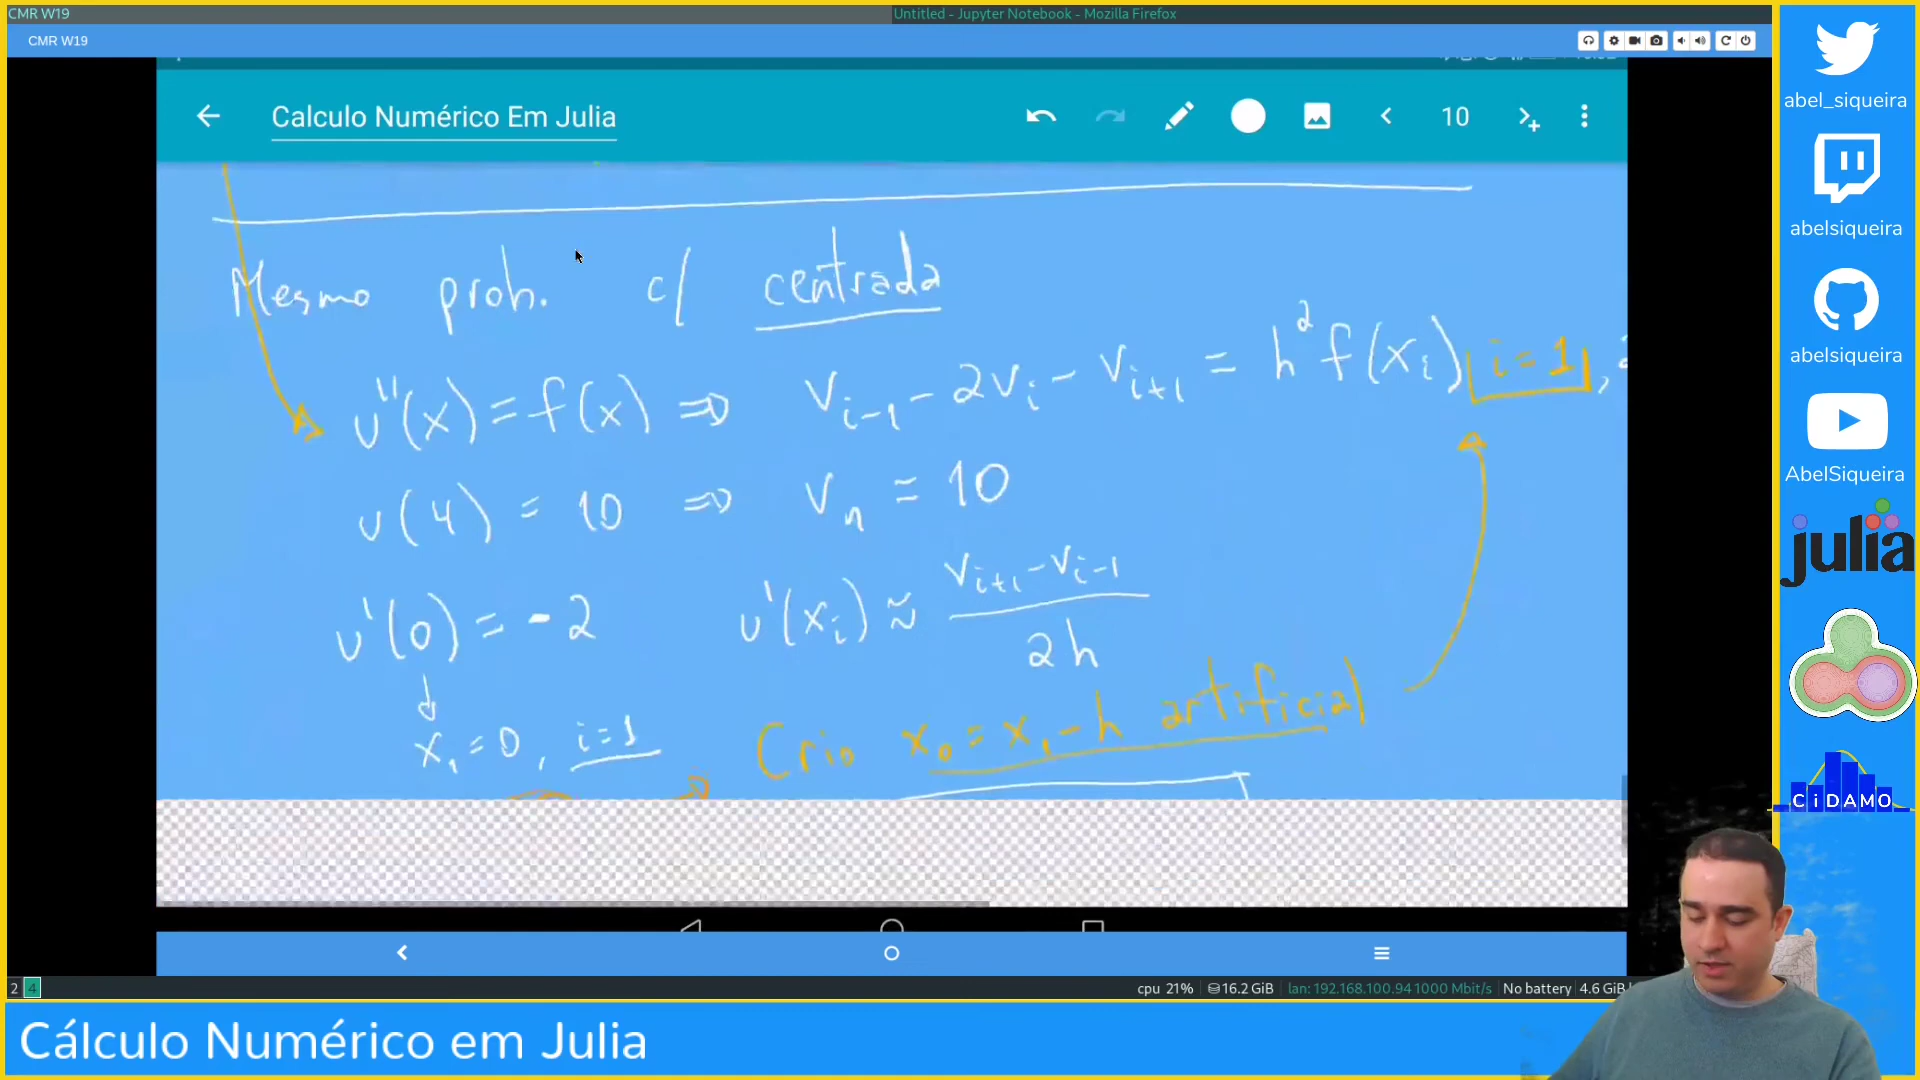 CMR W19
Untitled - Jupyter Notebook - Mozilla Firefox
CMR W19
Calculo Numérico Em Julia
10
Mesmo prob. c/ centrada
u''(x) = f(x) ⇒ v_{i-1} - 2v_i - v_{i+1} = h² f(x_i) i=1,
u(4) = 10 ⇒ v_n = 10
u'(0) = -2 u'(x_i) ≈ (v_{i+1} - v_{i-1}) / 2h
↓
x_1 = 0, i=1
Crio x_0 = x_1 - h artificial
2 4
cpu 21% 16.2 GiB lan: 192.168.100.94 1000 Mbit/s No battery 4.6 GiB
Cálculo Numérico em Julia
abel_siqueira
abelsiqueira
abelsiqueira
AbelSiqueira
julia
CiDAMO